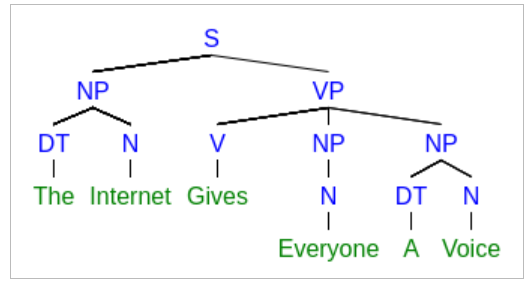 S
NP VP
DT N V NP NP
The Internet Gives N DT N
Everyone A Voice